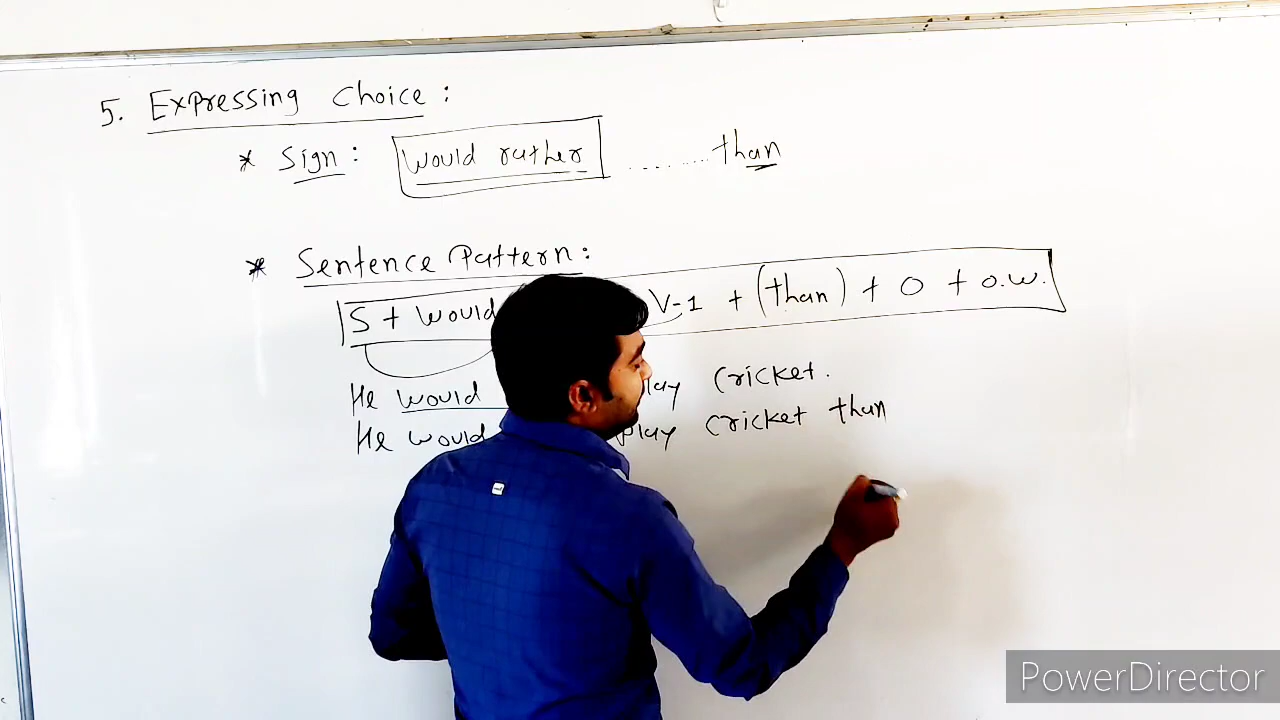 5. Expressing Choice:
* Sign: Would rather ........... than
* Sentence Pattern:
S + Would V-1 + (than) + O + O.W.
He would play Cricket.
He would play Cricket than
PowerDirector